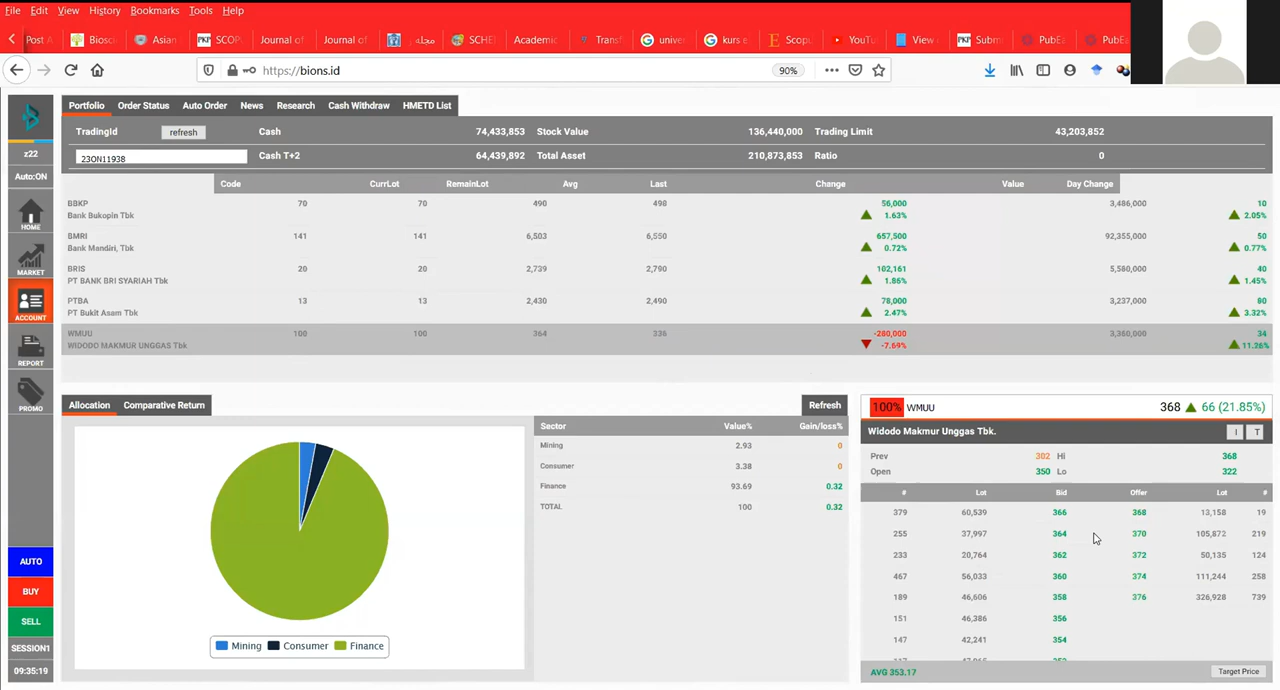 File Edit View History Bookmarks Tools Help
Post A Biosci Asian SCOP Journal of Journal of مجله SCHE Academic Transf univer kurs e Scopu YouTu View Subm PubEa PubEa
https://bions.id 90%
Portfolio Order Status Auto Order News Research Cash Withdraw HMETD List
TradingId refresh Cash 74,433,853 Stock Value 136,440,000 Trading Limit 43,203,852
23ON11938 Cash T+2 64,439,892 Total Asset 210,873,853 Ratio 0
z22
Auto:ON
HOME
MARKET
ACCOUNT
REPORT
PROMO
AUTO
BUY
SELL
SESSION1
09:35:19
Code CurrLot RemainLot Avg Last Change Value Day Change
BBKP 70 70 490 498 56,000 3,486,000 10
Bank Bukopin Tbk 1.63% 2.05%
BMRI 141 141 6,503 6,550 657,500 92,355,000 50
Bank Mandiri, Tbk 0.72% 0.77%
BRIS 20 20 2,739 2,790 102,161 5,580,000 40
PT BANK BRI SYARIAH Tbk 1.86% 1.45%
PTBA 13 13 2,430 2,490 78,000 3,237,000 80
PT Bukit Asam Tbk 2.47% 3.32%
WMUU 100 100 364 336 -280,000 3,360,000 34
WIDODO MAKMUR UNGGAS Tbk -7.69% 11.26%
Allocation Comparative Return Refresh
Mining Consumer Finance
Sector Value% Gain/loss%
Mining 2.93 0
Consumer 3.38 0
Finance 93.69 0.32
TOTAL 100 0.32
100% WMUU 368 66 (21.85%)
Widodo Makmur Unggas Tbk. I T
Prev 302 Hi 368
Open 350 Lo 322
# Lot Bid Offer Lot #
379 60,539 366 368 13,158 19
255 37,997 364 370 105,872 219
233 20,764 362 372 50,135 124
467 56,033 360 374 111,244 258
189 46,606 358 376 326,928 739
151 46,386 356
147 42,241 354
AVG 353.17 Target Price